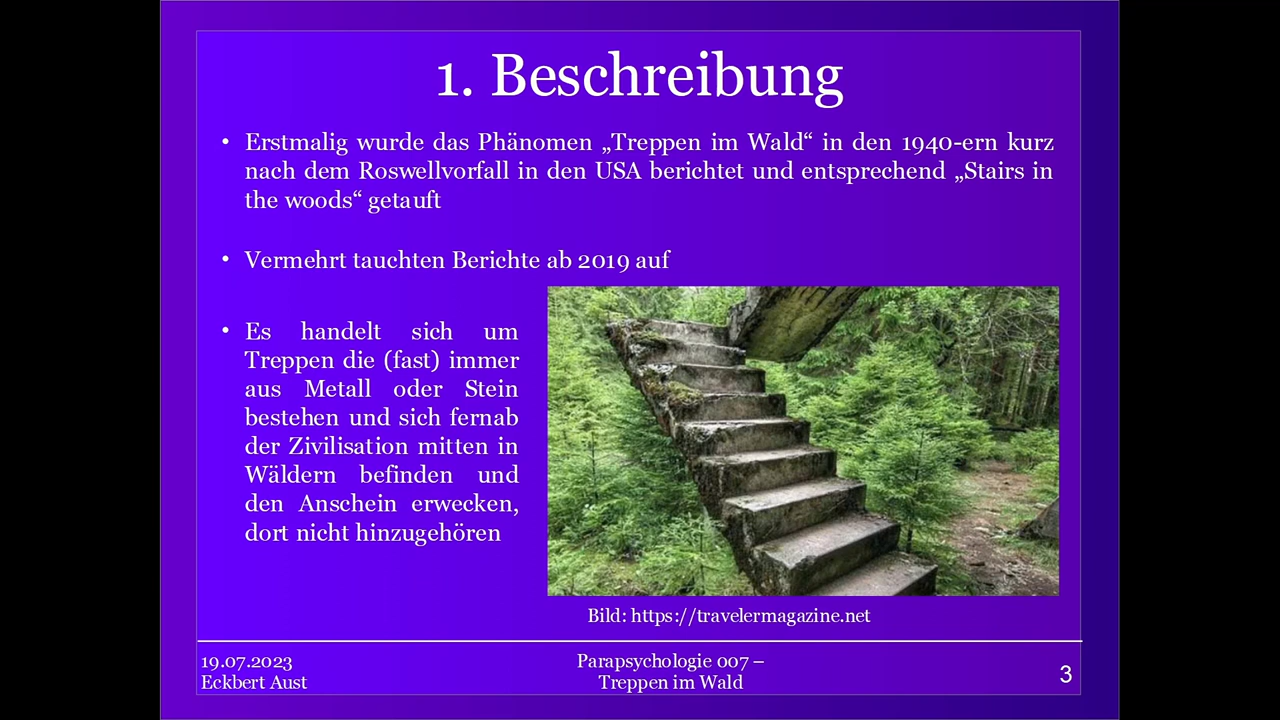 1. Beschreibung
• Erstmalig wurde das Phänomen „Treppen im Wald“ in den 1940-ern kurz
nach dem Roswellvorfall in den USA berichtet und entsprechend „Stairs in
the woods“ getauft
• Vermehrt tauchten Berichte ab 2019 auf
• Es handelt sich um
Treppen die (fast) immer
aus Metall oder Stein
bestehen und sich fernab
der Zivilisation mitten in
Wäldern befinden und
den Anschein erwecken,
dort nicht hinzugehören
Bild: https://travelermagazine.net
19.07.2023
Eckbert Aust
Parapsychologie 007 –
Treppen im Wald
3